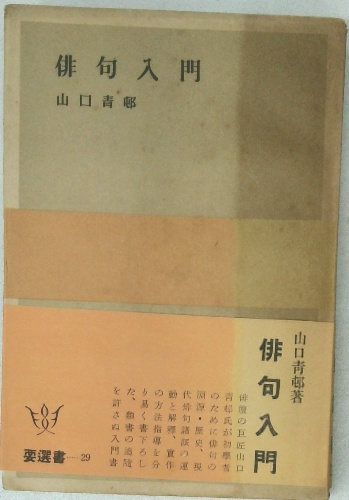 俳句入門
山口青邨
山口青邨著
俳句入門
俳壇の巨匠山口
青邨氏が初學者
のために俳句の
淵源・歴史、現
代俳句諸派の運
動と解釋、實作
の方法指導を分
り易く書下ろし
た、類書の追隨
を許さぬ入門書
要選書—29